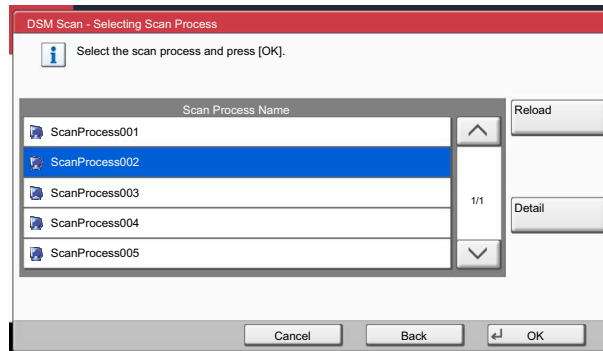 DSM Scan - Selecting Scan Process
Select the scan process and press [OK].
Scan Process Name
ScanProcess001
ScanProcess002
ScanProcess003
ScanProcess004
ScanProcess005
1/1
Reload
Detail
Cancel
Back
OK